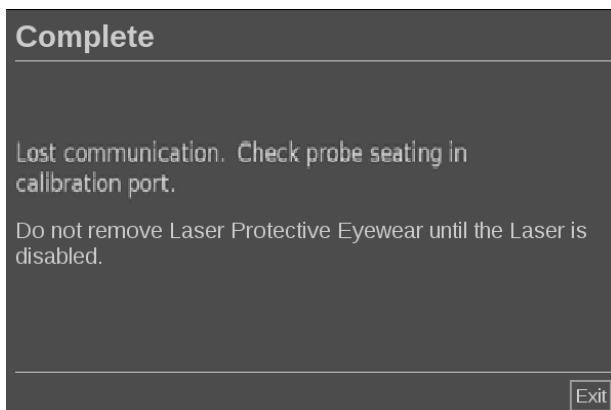 Complete
Lost communication. Check probe seating in
calibration port.
Do not remove Laser Protective Eyewear until the Laser is
disabled.
Exit